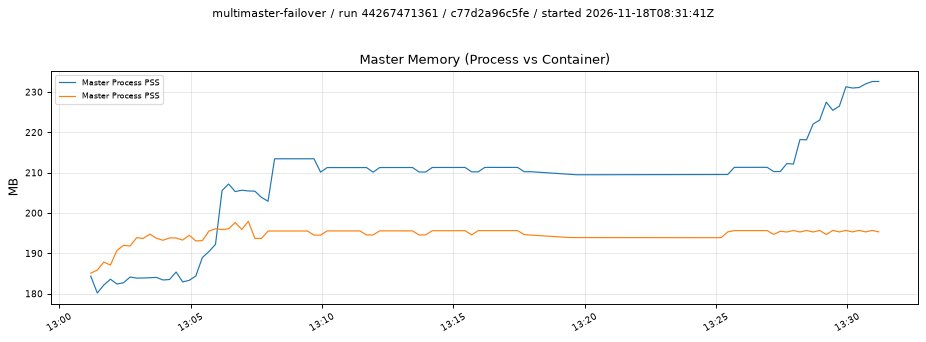 multimaster-failover / run 44267471361 / c77d2a96c5fe / started 2026-11-18T08:31:41Z
Master Memory (Process vs Container)
Master Process PSS
Master Process PSS
MB
230
220
210
200
190
180
13:00
13:05
13:10
13:15
13:20
13:25
13:30